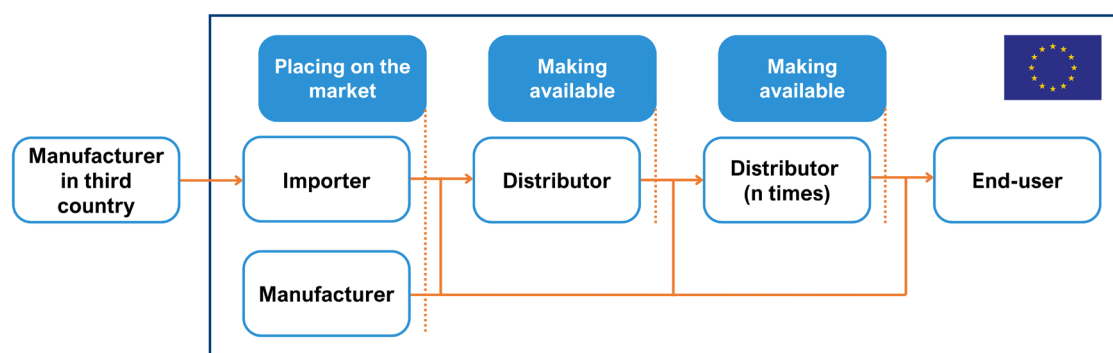 Placing on the
market
Making
available
Making
available
Manufacturer
in third
country
Importer
Distributor
Distributor
(n times)
End-user
Manufacturer